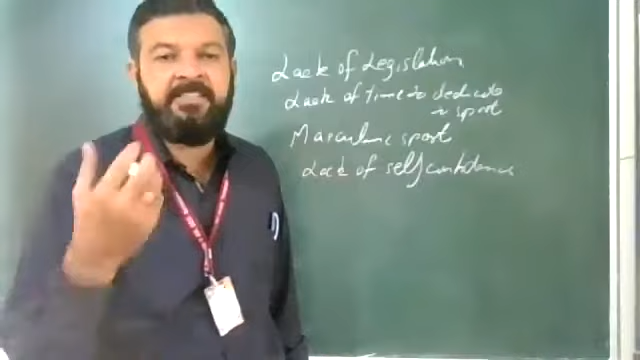 Lack of Legislation
Lack of time to dedicate
to sport
Masculine sport
Lack of self confidence